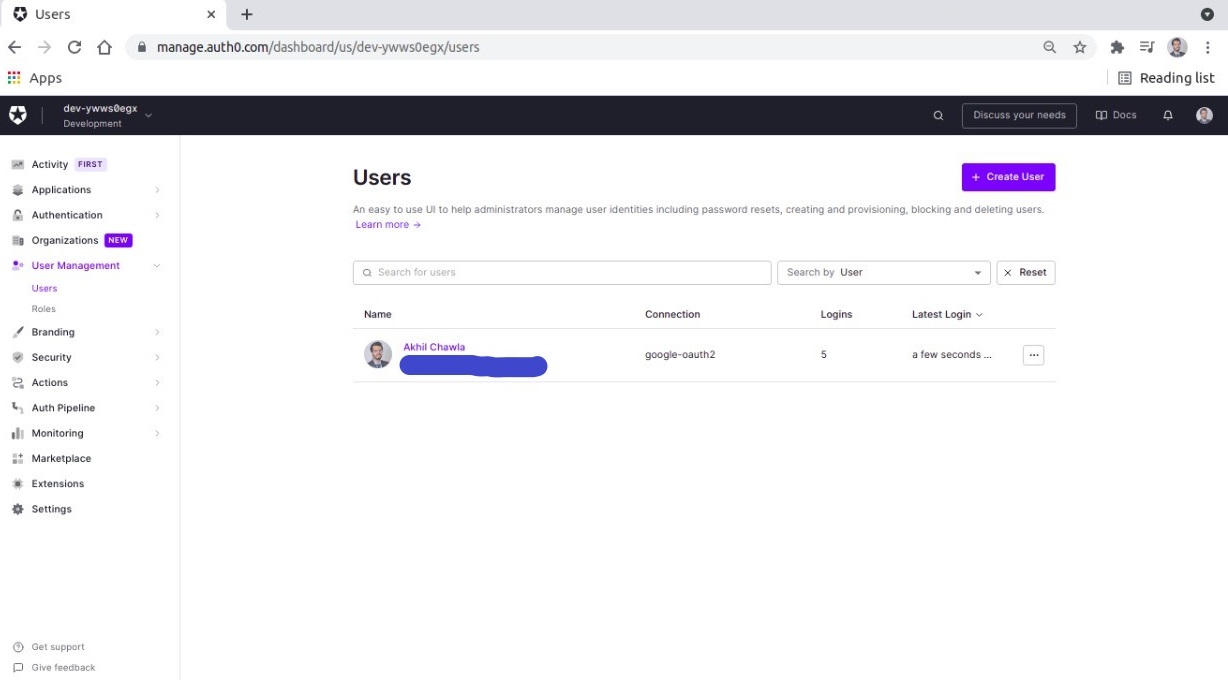 Users
manage.auth0.com/dashboard/us/dev-ywws0egx/users
Apps
Reading list
dev-ywws0egx
Development
Discuss your needs
Docs
Activity FIRST
Applications
Authentication
Organizations NEW
User Management
Users
Roles
Branding
Security
Actions
Auth Pipeline
Monitoring
Marketplace
Extensions
Settings
Get support
Give feedback
Users
+ Create User
An easy to use UI to help administrators manage user identities including password resets, creating and provisioning, blocking and deleting users.
Learn more →
Search for users
Search by User
Reset
Name Connection Logins Latest Login
Akhil Chawla
google-oauth2 5 a few seconds ...